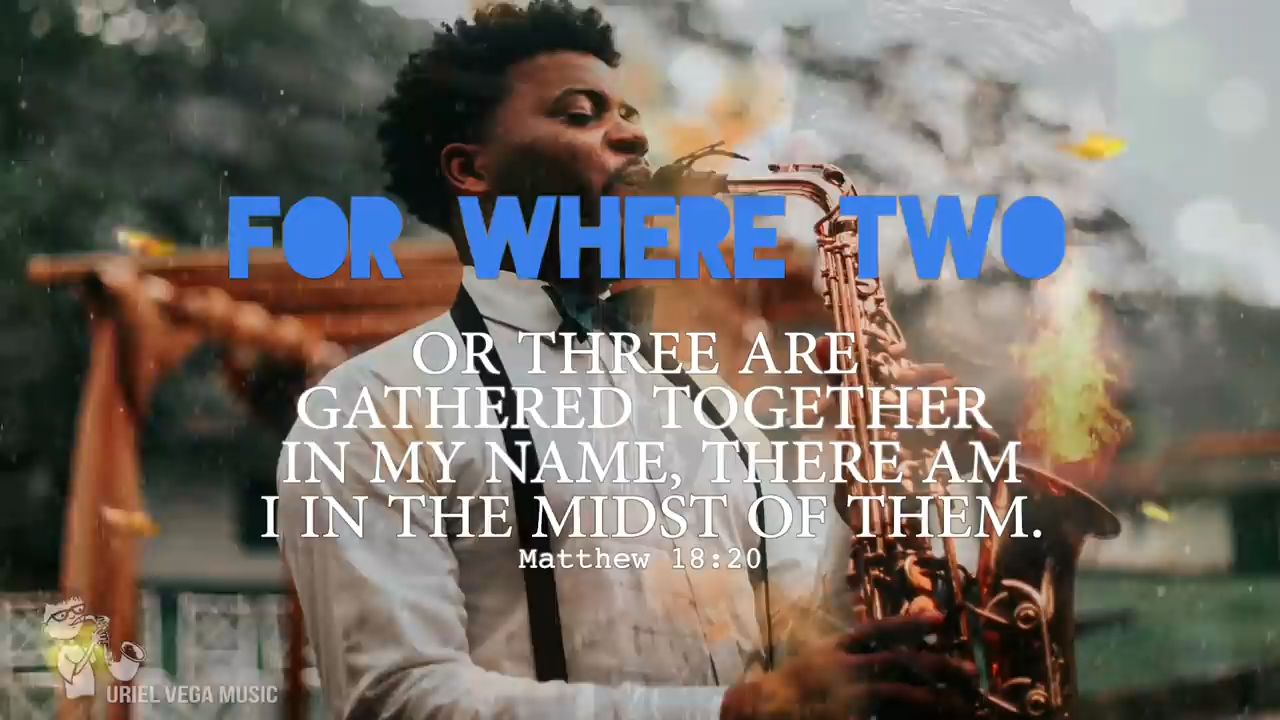 FOR WHERE TWO
OR THREE ARE
GATHERED TOGETHER
IN MY NAME, THERE AM
I IN THE MIDST OF THEM.
Matthew 18:20
URIEL VEGA MUSIC